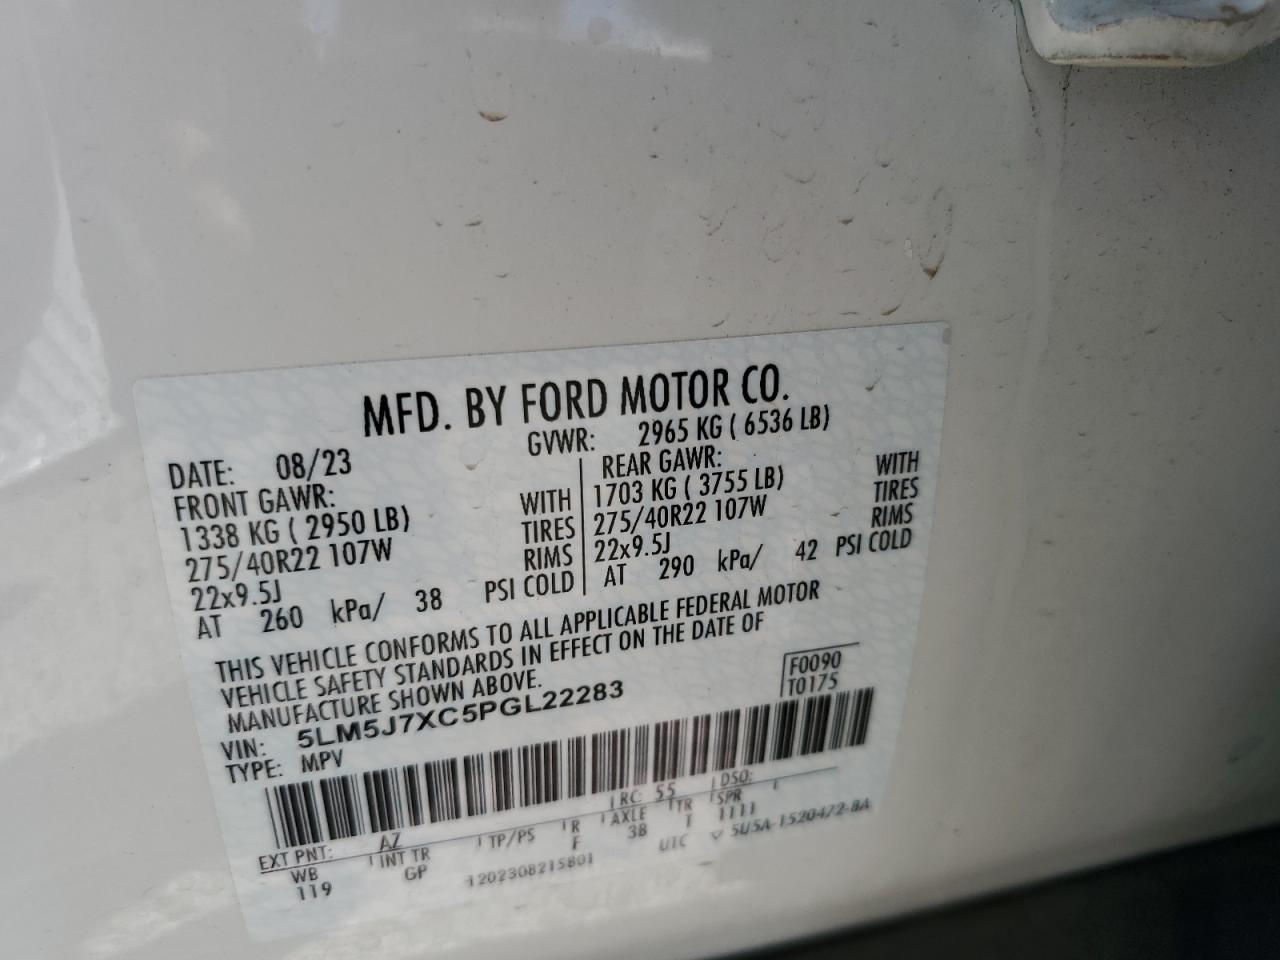 MFD. BY FORD MOTOR CO.
DATE: 08/23 GVWR: 2965 KG ( 6536 LB)
FRONT GAWR: REAR GAWR:
1338 KG ( 2950 LB) WITH 1703 KG ( 3755 LB) WITH
275/40R22 107W TIRES 275/40R22 107W TIRES
22x9.5J RIMS 22x9.5J RIMS
AT 260 kPa/ 38 PSI COLD AT 290 kPa/ 42 PSI COLD
THIS VEHICLE CONFORMS TO ALL APPLICABLE FEDERAL MOTOR
VEHICLE SAFETY STANDARDS IN EFFECT ON THE DATE OF
MANUFACTURE SHOWN ABOVE.
F0090
VIN: 5LM5J7XC5PGL22283 T0175
TYPE: MPV
EXT PNT: AZ RC: 55 DSO:
WB INT TR TP/PS R AXLE TR SPR
119 GP F 3B T 1111
1202308215801 UTC 5U5A-1520472-BA